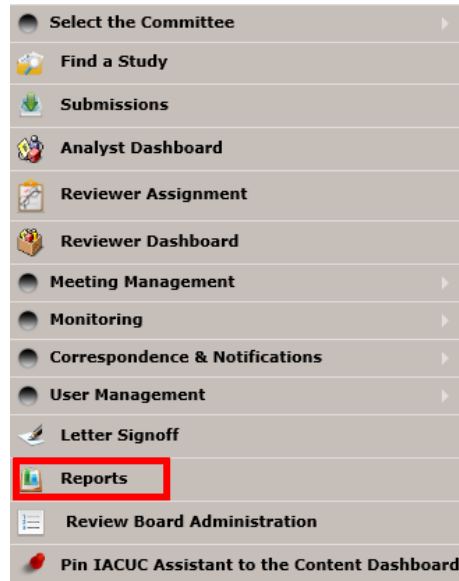 Select the Committee
Find a Study
Submissions
Analyst Dashboard
Reviewer Assignment
Reviewer Dashboard
Meeting Management
Monitoring
Correspondence & Notifications
User Management
Letter Signoff
Reports
Review Board Administration
Pin IACUC Assistant to the Content Dashboard